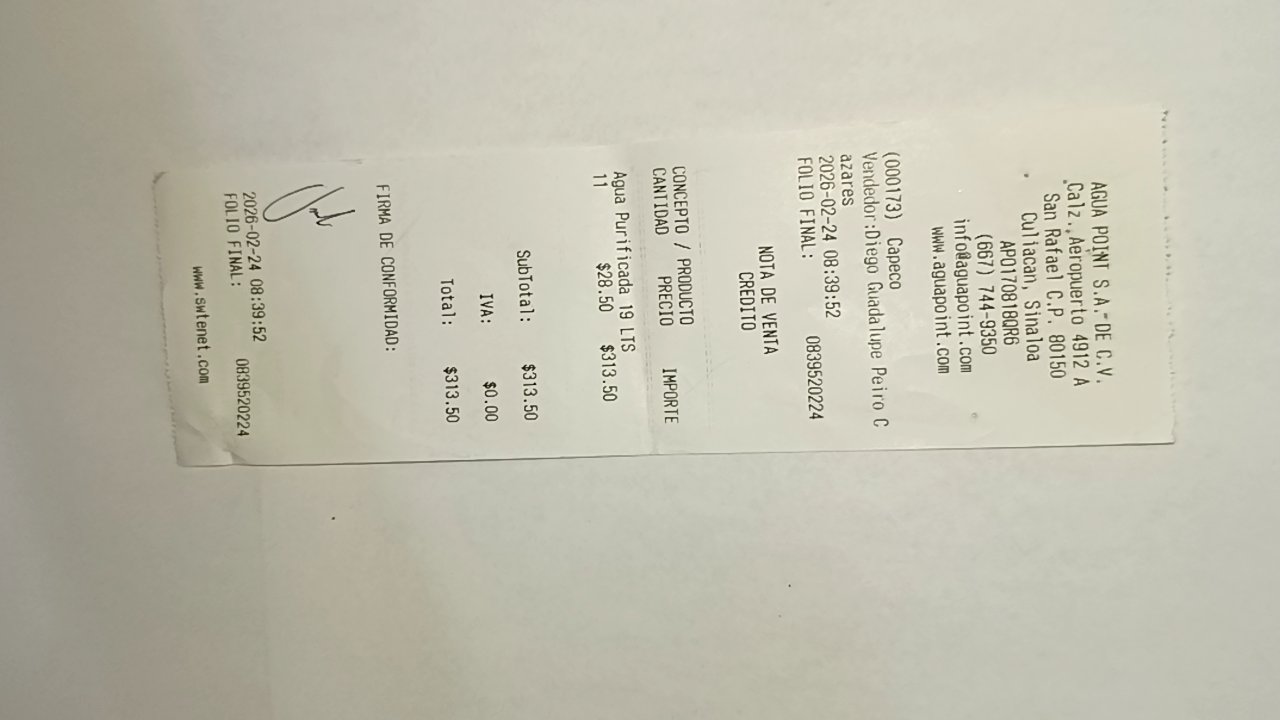 AGUA POINT S.A. DE C.V.
Calz. Aeropuerto 4912 A
San Rafael C.P. 80150
Culiacan, Sinaloa
APO170818QR6
(667) 744-9350
info@aguapoint.com
www.aguapoint.com
(000173) Capeco
Vendedor:Diego Guadalupe Peiro C
azares
2026-02-24 08:39:52
FOLIO FINAL: 0839520224
NOTA DE VENTA
CREDITO
CONCEPTO / PRODUCTO
CANTIDAD PRECIO IMPORTE
Agua Purificada 19 LTS
11 $28.50 $313.50
SubTotal: $313.50
IVA: $0.00
Total: $313.50
FIRMA DE CONFORMIDAD:
2026-02-24 08:39:52
FOLIO FINAL: 0839520224
www.swtenet.com